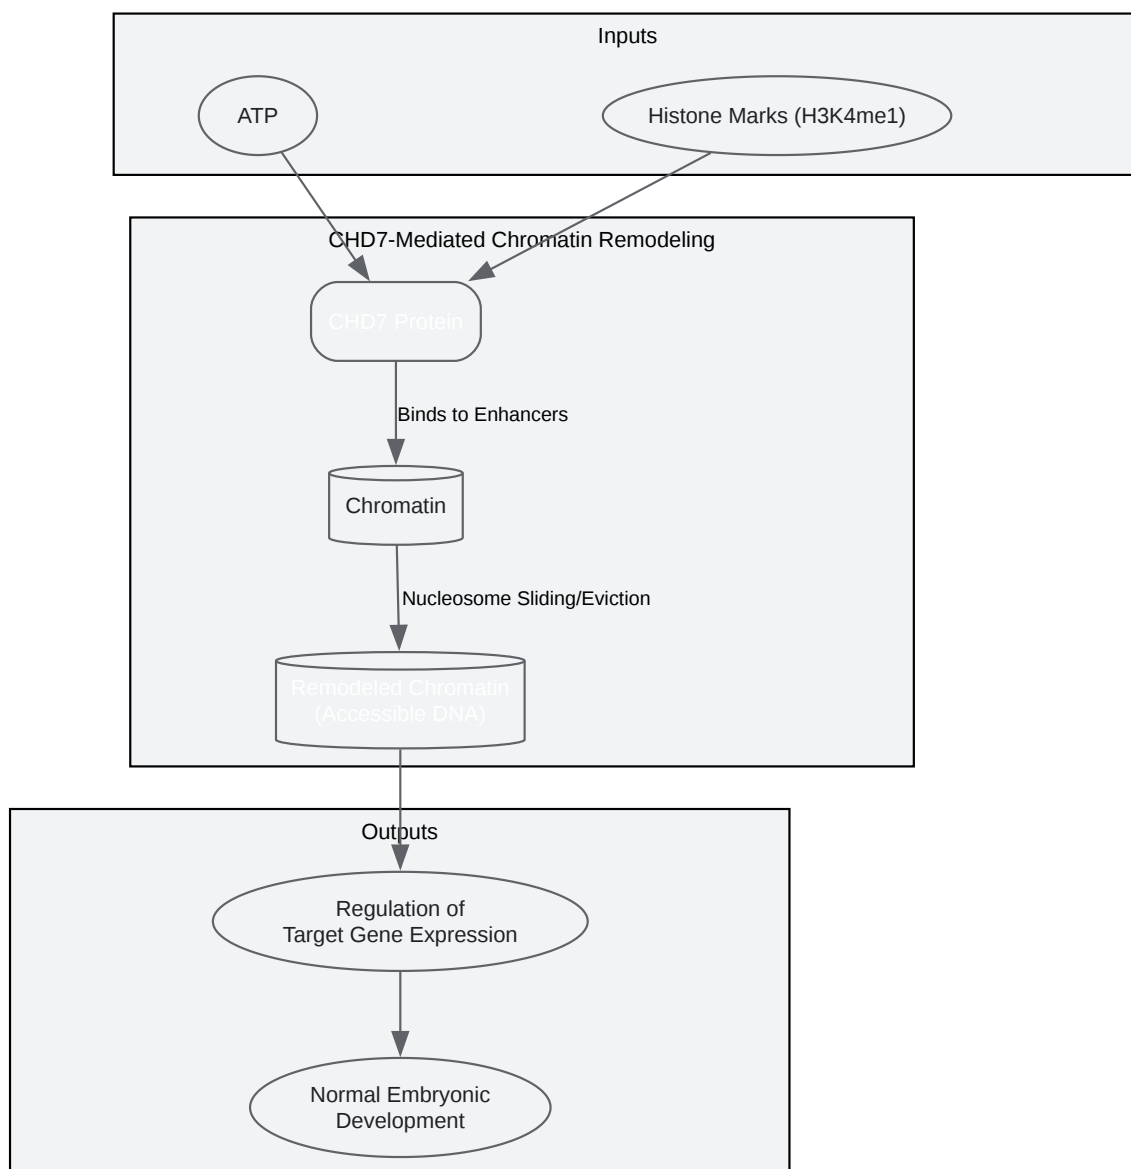 Inputs
ATP
Histone Marks (H3K4me1)
CHD7-Mediated Chromatin Remodeling
CHD7 Protein
Binds to Enhancers
Chromatin
Nucleosome Sliding/Eviction
Remodeled Chromatin
(Accessible DNA)
Outputs
Regulation of
Target Gene Expression
Normal Embryonic
Development